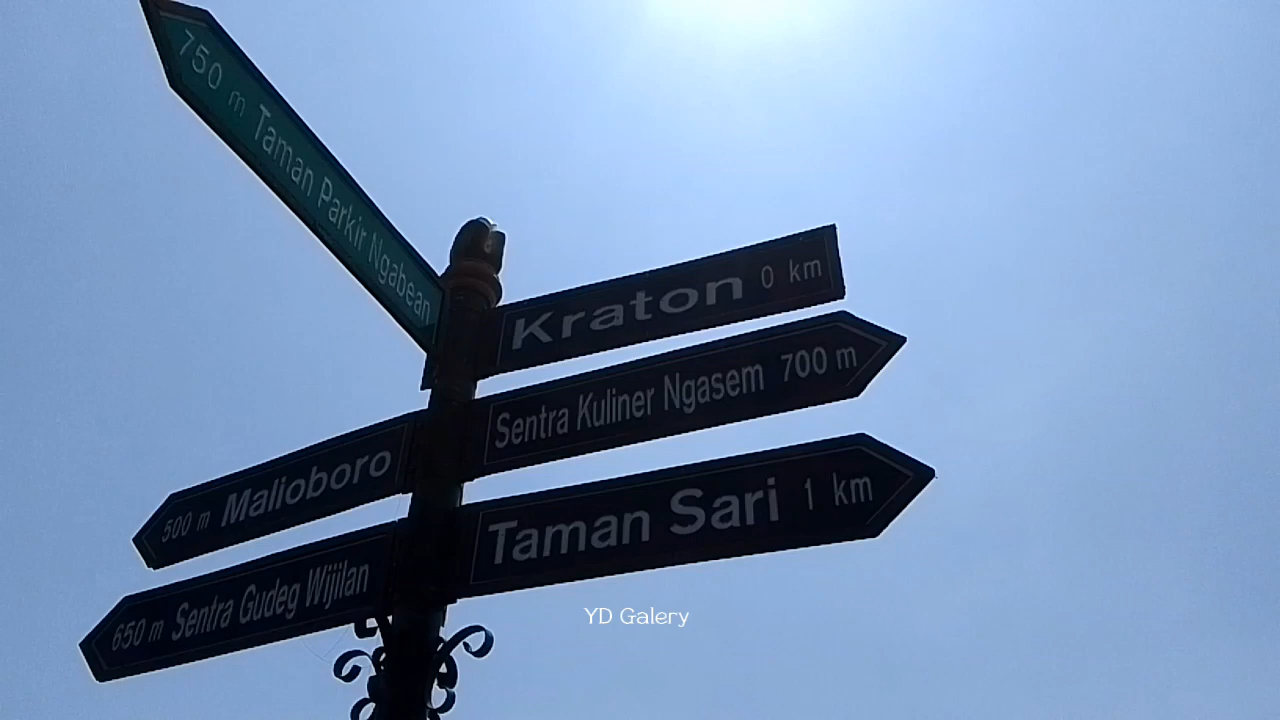 750 m Taman Parkir Ngabean
Kraton 0 km
Sentra Kuliner Ngasem 700 m
500 m Malioboro
Taman Sari 1 km
650 m Sentra Gudeg Wijilan
YD Galery